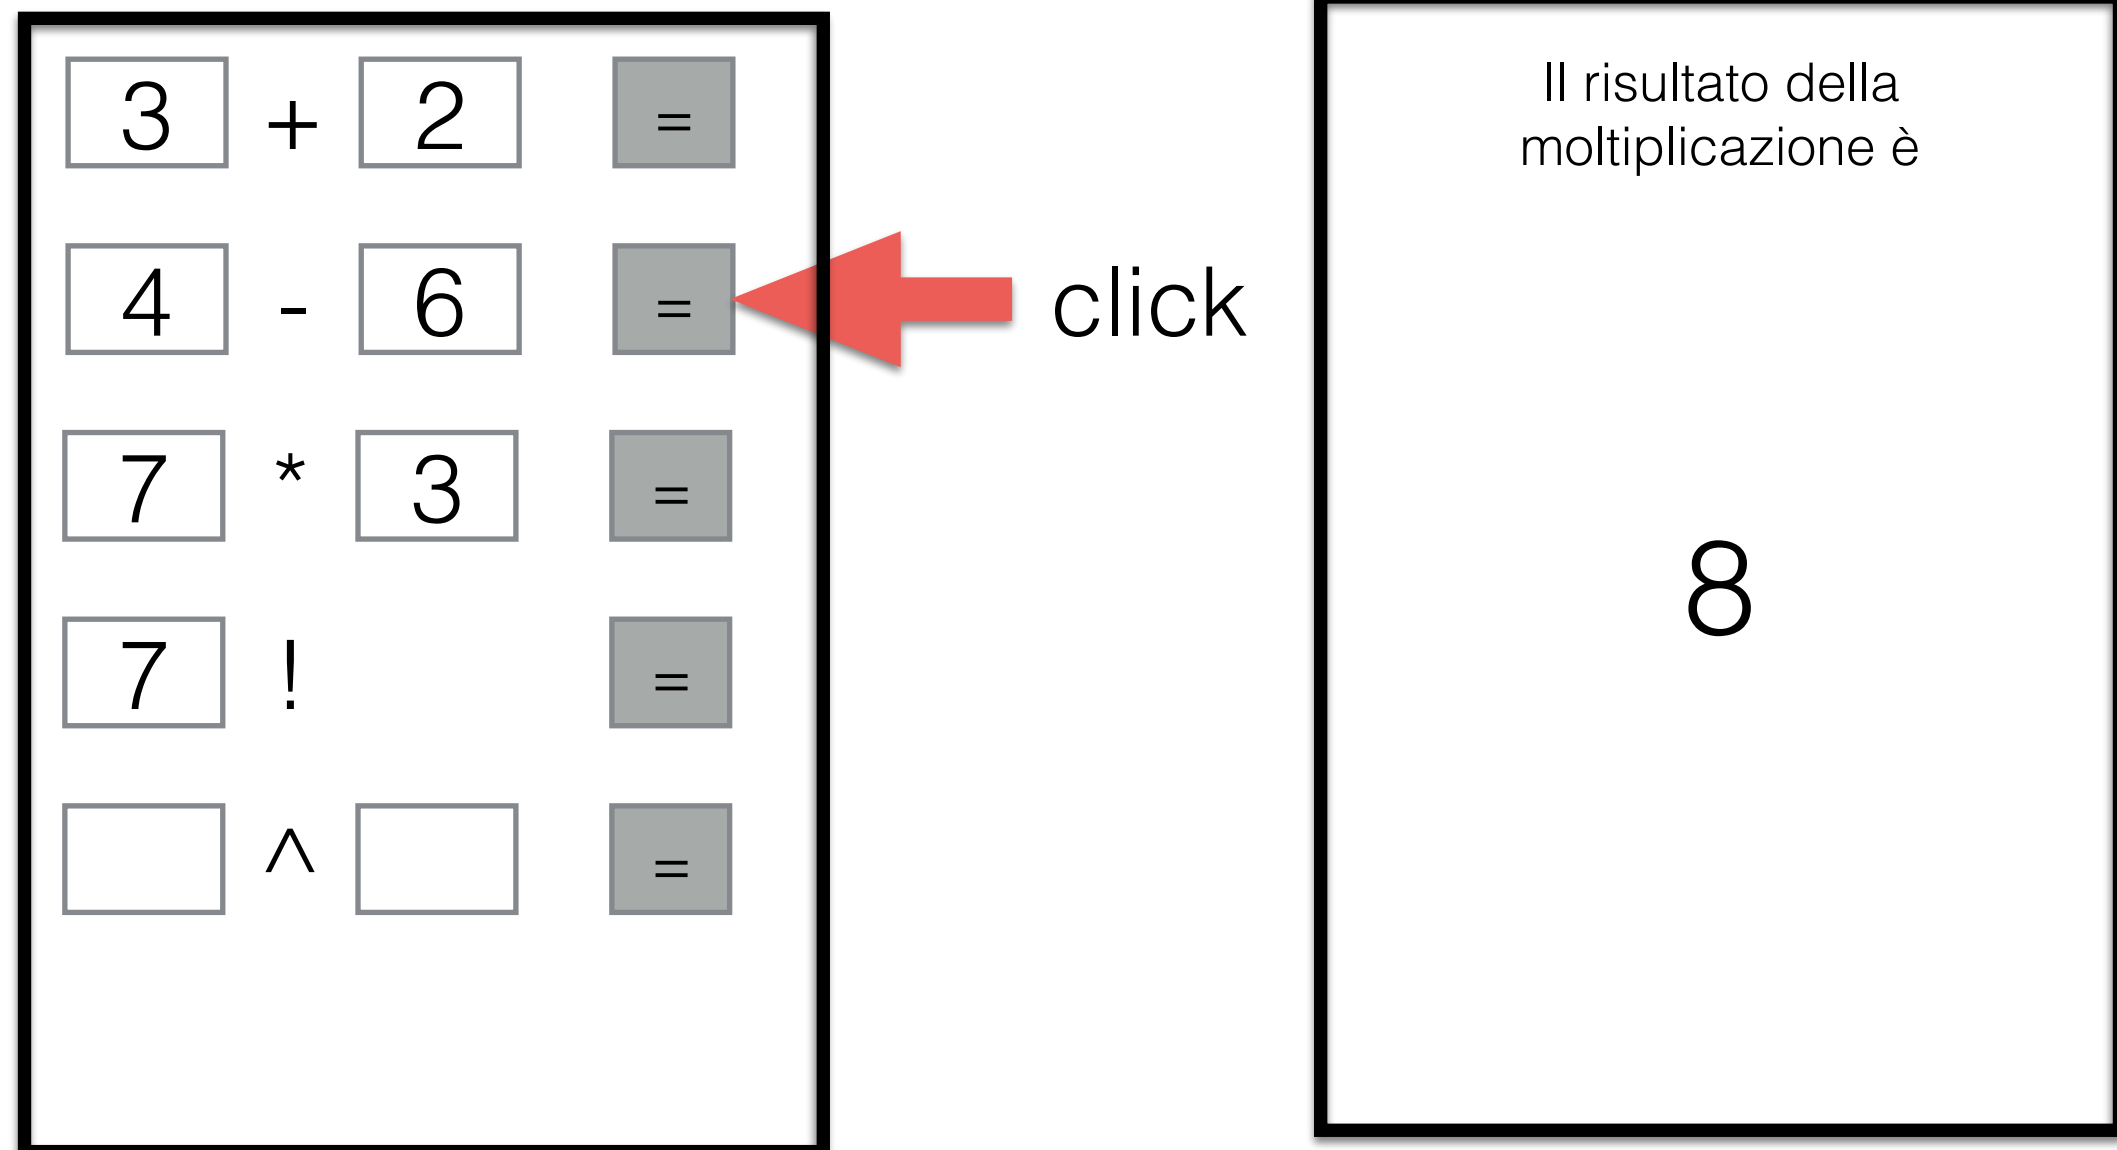 3 + 2 =
4 - 6 =
click
7 * 3 =
7 ! =
^ =
Il risultato della
moltiplicazione è
8